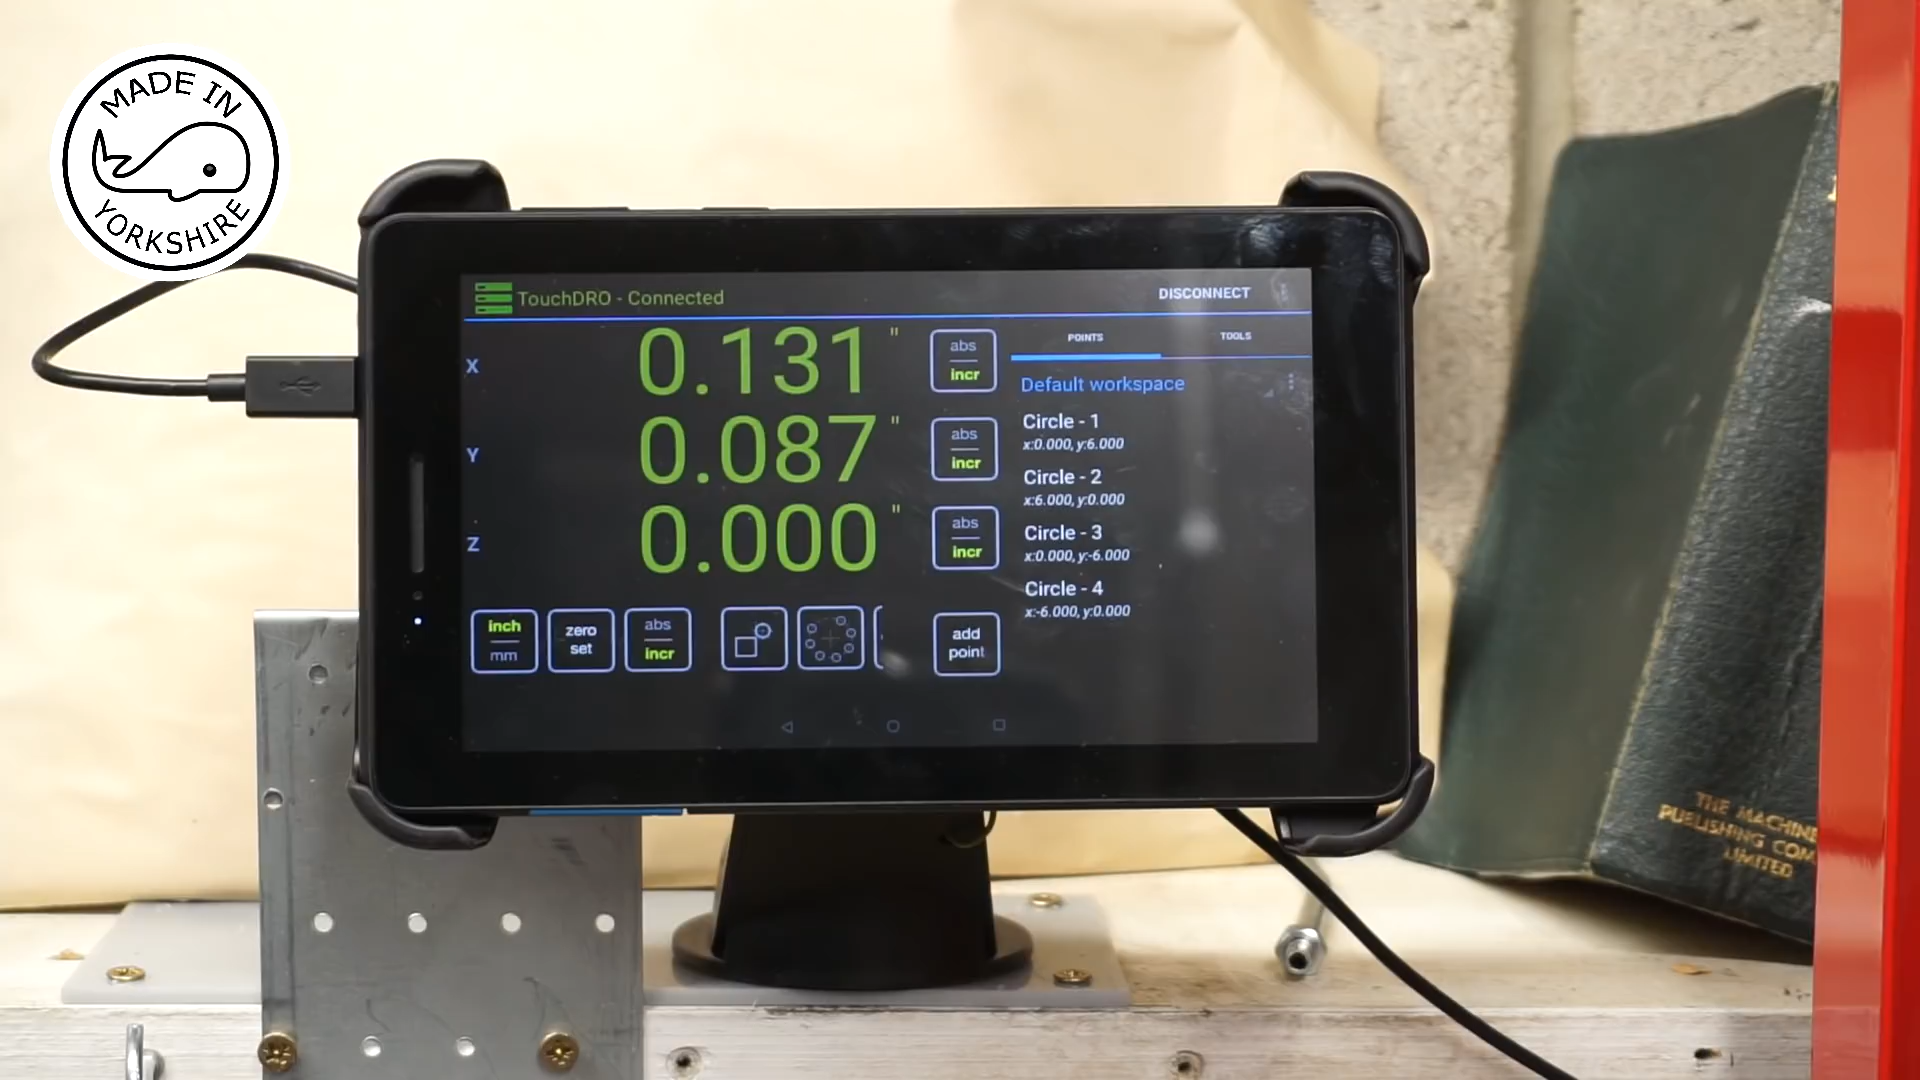 MADE IN
YORKSHIRE
TouchDRO - Connected
DISCONNECT
X
0.131 "
abs
incr
Y
0.087 "
abs
incr
Z
0.000 "
abs
incr
inch
mm
zero
set
abs
incr
add
point
POINTS
TOOLS
Default workspace
Circle - 1
x:0.000, y:6.000
Circle - 2
x:6.000, y:0.000
Circle - 3
x:0.000, y:-6.000
Circle - 4
x:-6.000, y:0.000
THE MACHINE
PUBLISHING COM
LIMITED